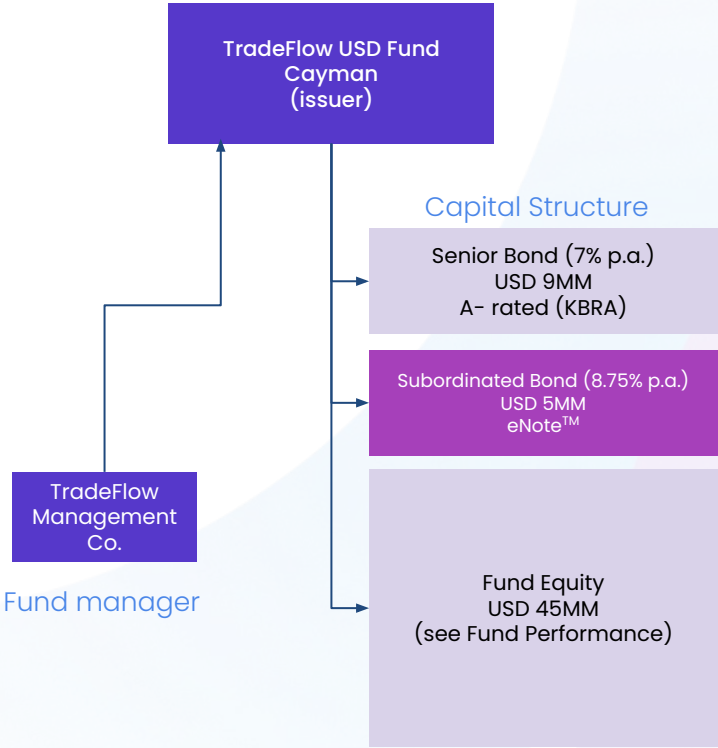 TradeFlow USD Fund
Cayman
(issuer)
Capital Structure
Senior Bond (7% p.a.)
USD 9MM
A- rated (KBRA)
Subordinated Bond (8.75% p.a.)
USD 5MM
eNote™
TradeFlow
Management
Co.
Fund manager
Fund Equity
USD 45MM
(see Fund Performance)